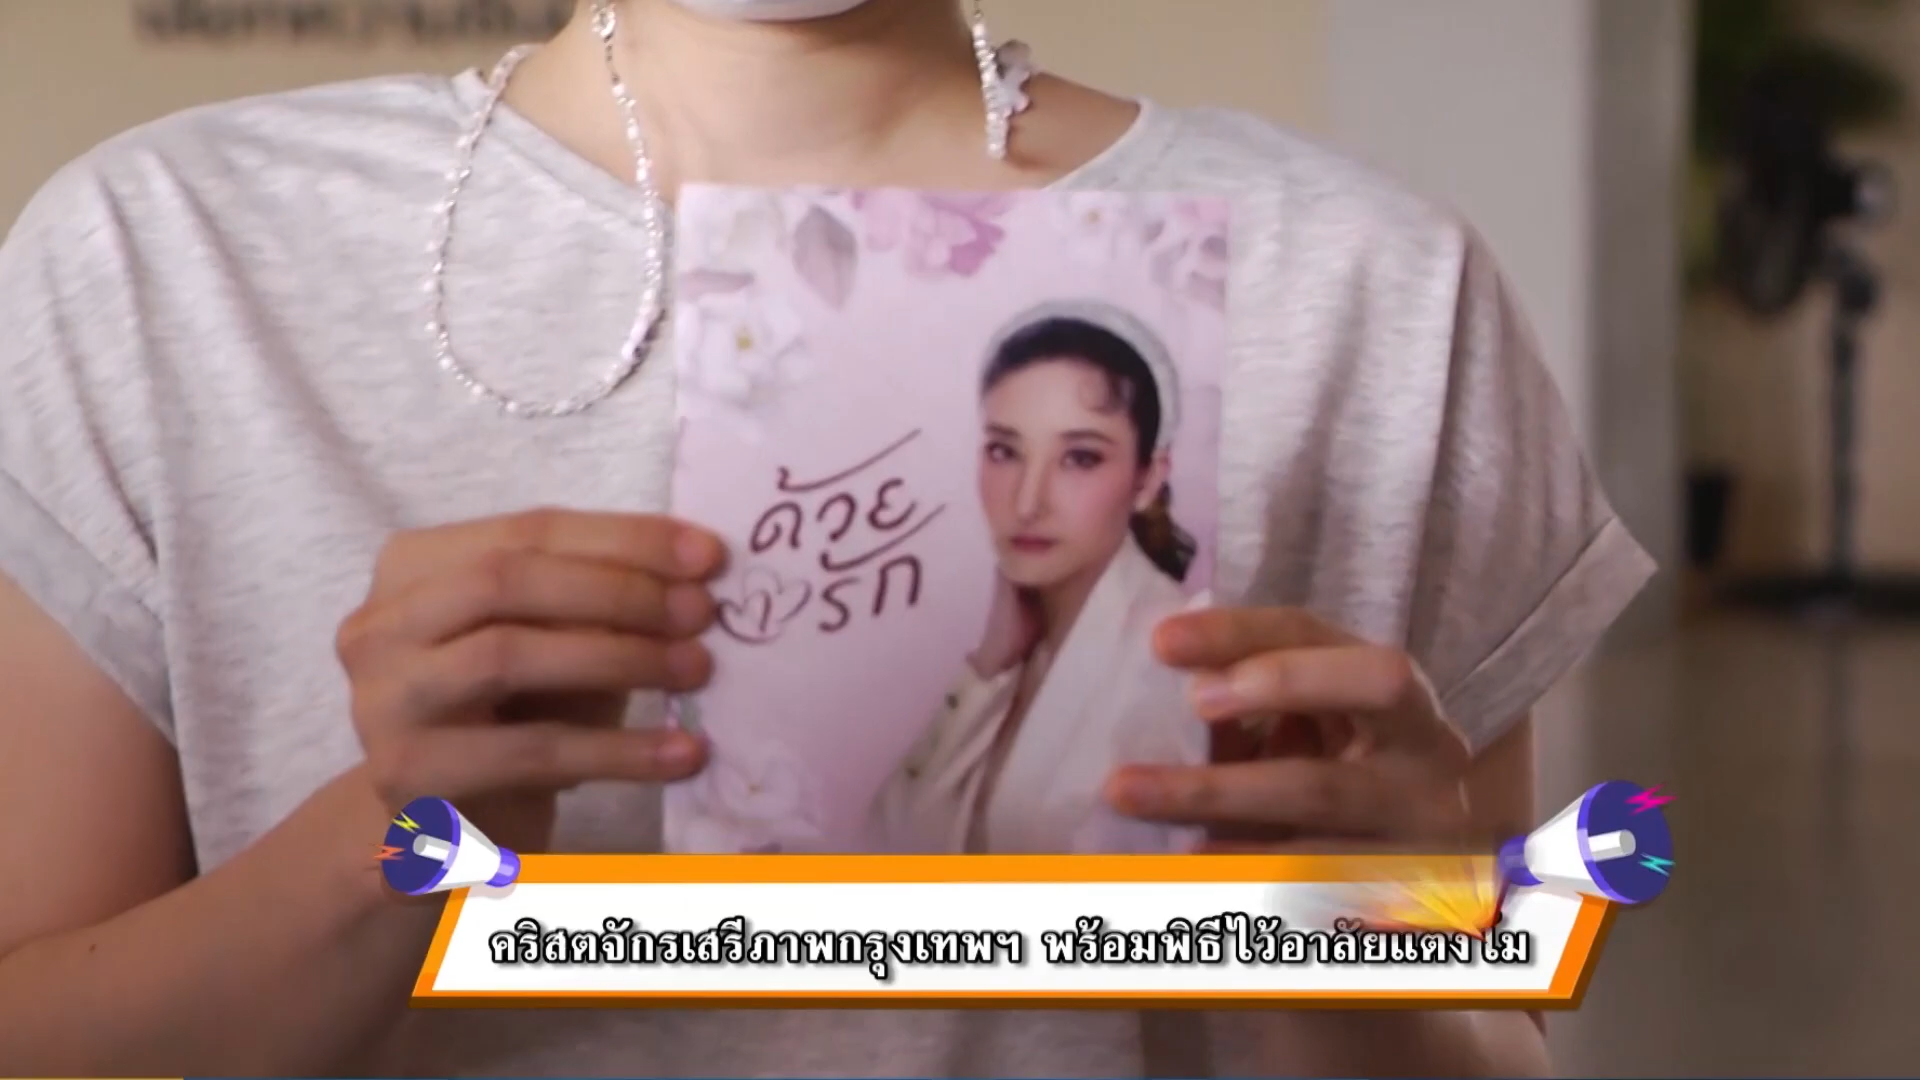 ด้วย
รัก
คริสตจักรเสรีภาพกรุงเทพฯ พร้อมพิธีไว้อาลัยแตงโม